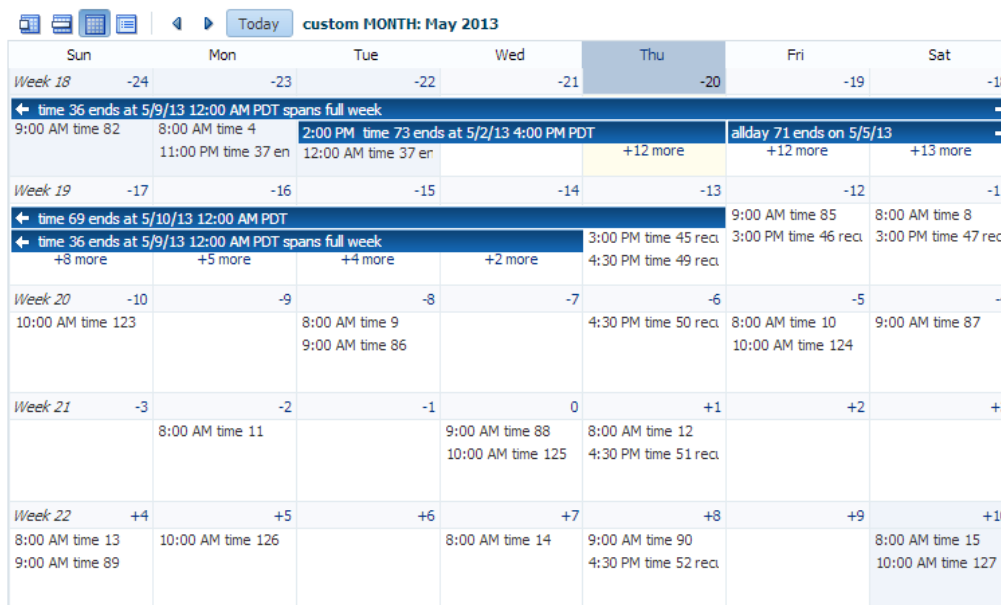 Today custom MONTH: May 2013
Sun Mon Tue Wed Thu Fri Sat
Week 18 -24 -23 -22 -21 -20 -19
time 36 ends at 5/9/13 12:00 AM PDT spans full week
9:00 AM time 82 8:00 AM time 4 2:00 PM time 73 ends at 5/2/13 4:00 PM PDT allday 71 ends on 5/5/13
11:00 PM time 37 en 12:00 AM time 37 er +12 more +12 more +13 more
Week 19 -17 -16 -15 -14 -13 -12
time 69 ends at 5/10/13 12:00 AM PDT 9:00 AM time 85 8:00 AM time 8
time 36 ends at 5/9/13 12:00 AM PDT spans full week 3:00 PM time 45 recu 3:00 PM time 46 recu 3:00 PM time 47 rec
+8 more +5 more +4 more +2 more 4:30 PM time 49 recu
Week 20 -10 -9 -8 -7 -6 -5
10:00 AM time 123 8:00 AM time 9 4:30 PM time 50 recu 8:00 AM time 10 9:00 AM time 87
9:00 AM time 86 10:00 AM time 124
Week 21 -3 -2 -1 0 +1 +2
8:00 AM time 11 9:00 AM time 88 8:00 AM time 12
10:00 AM time 125 4:30 PM time 51 recu
Week 22 +4 +5 +6 +7 +8 +9
8:00 AM time 13 10:00 AM time 126 8:00 AM time 14 9:00 AM time 90 8:00 AM time 15
9:00 AM time 89 4:30 PM time 52 recu 10:00 AM time 127